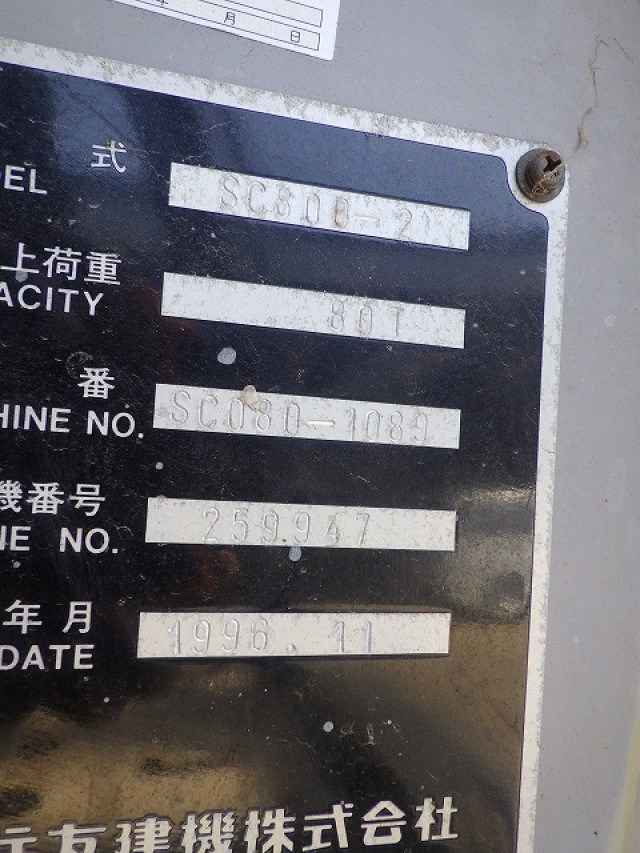 月 日
式
DEL SC800-2
上荷重
ACITY 80T
番
HINE NO. SC080-1089
機番号
NE NO. 259947
年月
DATE 1996.11
友建機株式会社